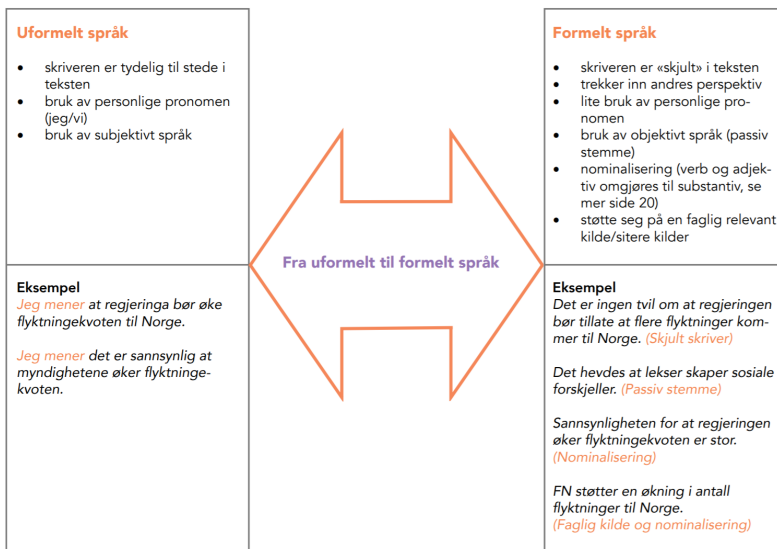 Uformelt språk
• skriveren er tydelig til stede i
teksten
• bruk av personlige pronomen
(jeg/vi)
• bruk av subjektivt språk
Eksempel
Jeg mener at regjeringa bør øke
flyktningekvoten til Norge.
Jeg mener det er sannsynlig at
myndighetene øker flyktninge-
kvoten.
Fra uformelt til formelt språk
Formelt språk
• skriveren er «skjult» i teksten
• trekker inn andres perspektiv
• lite bruk av personlige pro-
nomen
• bruk av objektivt språk (passiv
stemme)
• nominalisering (verb og adjek-
tiv omgjøres til substantiv, se
mer side 20)
• støtte seg på en faglig relevant
kilde/sitere kilder
Eksempel
Det er ingen tvil om at regjeringen
bør tillate at flere flyktninger kom-
mer til Norge. (Skjult skriver)
Det hevdes at lekser skaper sosiale
forskjeller. (Passiv stemme)
Sannsynligheten for at regjeringen
øker flyktningekvoten er stor.
(Nominalisering)
FN støtter en økning i antall
flyktninger til Norge.
(Faglig kilde og nominalisering)